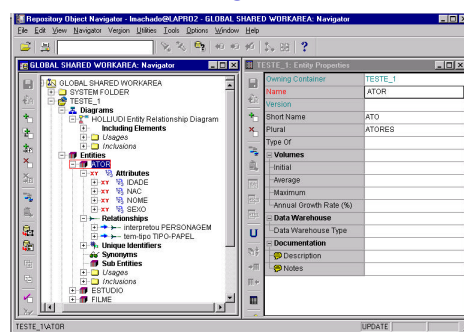 Repository Object Navigator - lmachado@LAPRO2 - GLOBAL SHARED WORKAREA: Navigator
File Edit View Navigate Version Utilities Tools Options Window Help
GLOBAL SHARED WORKAREA: Navigator
GLOBAL SHARED WORKAREA
SYSTEM FOLDER
TESTE_1
Diagrams
HOLLIJUDI Entity Relationship Diagram
Including Elements
Usages
Inclusions
Entities
ATOR
Attributes
IDADE
NAC
NOME
SEXO
Relationships
interpretou PERSONAGEM
tem-tipo TIPO-PAPEL
Unique Identifiers
Synonyms
Sub Entities
Usages
Inclusions
ESTUDIO
FILME
TESTE_1: Entity Properties
Owning Container TESTE_1
Name ATOR
Version
Short Name ATO
Plural ATORES
Type Of
Volumes
Initial
Average
Maximum
Annual Growth Rate (%)
Data Warehouse
Data Warehouse Type
Documentation
Description
Notes
TESTE_1\ATOR UPDATE